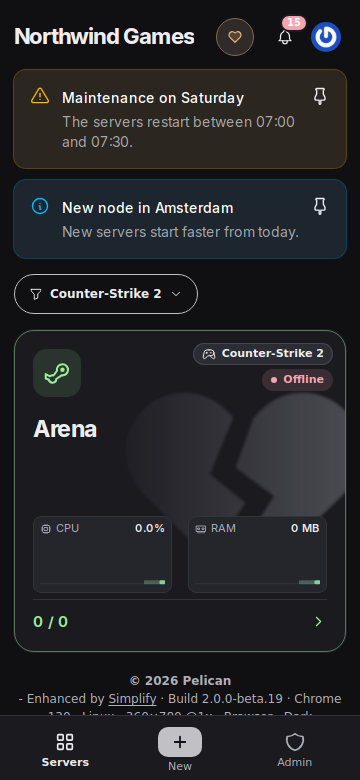 Northwind Games
15
Maintenance on Saturday
The servers restart between 07:00
and 07:30.
New node in Amsterdam
New servers start faster from today.
Counter-Strike 2
Counter-Strike 2
Offline
Arena
CPU 0.0%
RAM 0 MB
0 / 0
© 2026 Pelican
- Enhanced by Simplify · Build 2.0.0-beta.19 · Chrome
Servers
New
Admin